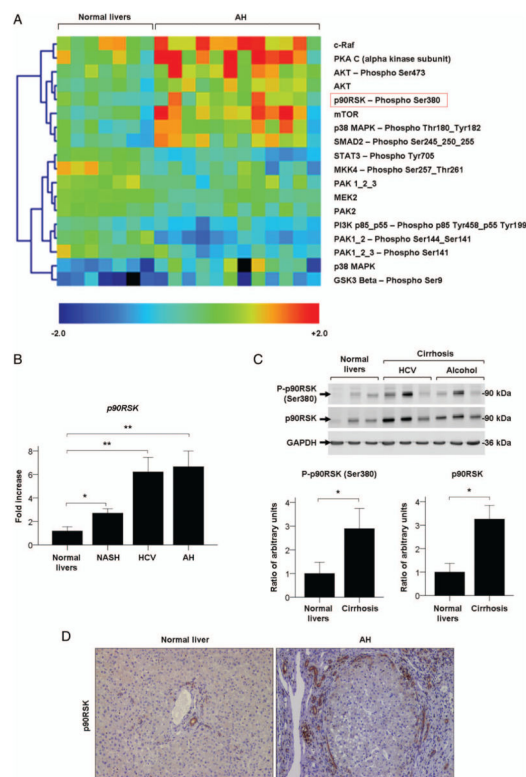 A
Normal livers
AH
c-Raf
PKA C (alpha kinase subunit)
AKT – Phospho Ser473
AKT
p90RSK – Phospho Ser380
mTOR
p38 MAPK – Phospho Thr180_Tyr182
SMAD2 – Phospho Ser245_250_255
STAT3 – Phospho Tyr705
MKK4 – Phospho Ser257_Thr261
PAK 1_2_3
MEK2
PAK2
PI3K p85_p55 – Phospho p85 Tyr458_p55 Tyr199
PAK1_2 – Phospho Ser144_Ser141
PAK1_2_3 – Phospho Ser141
p38 MAPK
GSK3 Beta – Phospho Ser9
-2.0
+2.0
B
p90RSK
**
**
*
Fold increase
8
6
4
2
0
Normal livers
NASH
HCV
AH
C
Normal livers
Cirrhosis
HCV
Alcohol
P-p90RSK (Ser380)
-90 kDa
p90RSK
-90 kDa
GAPDH
-36 kDa
P-p90RSK (Ser380)
*
Ratio of arbitrary units
4
3
2
1
0
Normal livers
Cirrhosis
p90RSK
*
Ratio of arbitrary units
5
4
3
2
1
0
Normal livers
Cirrhosis
D
Normal liver
AH
p90RSK